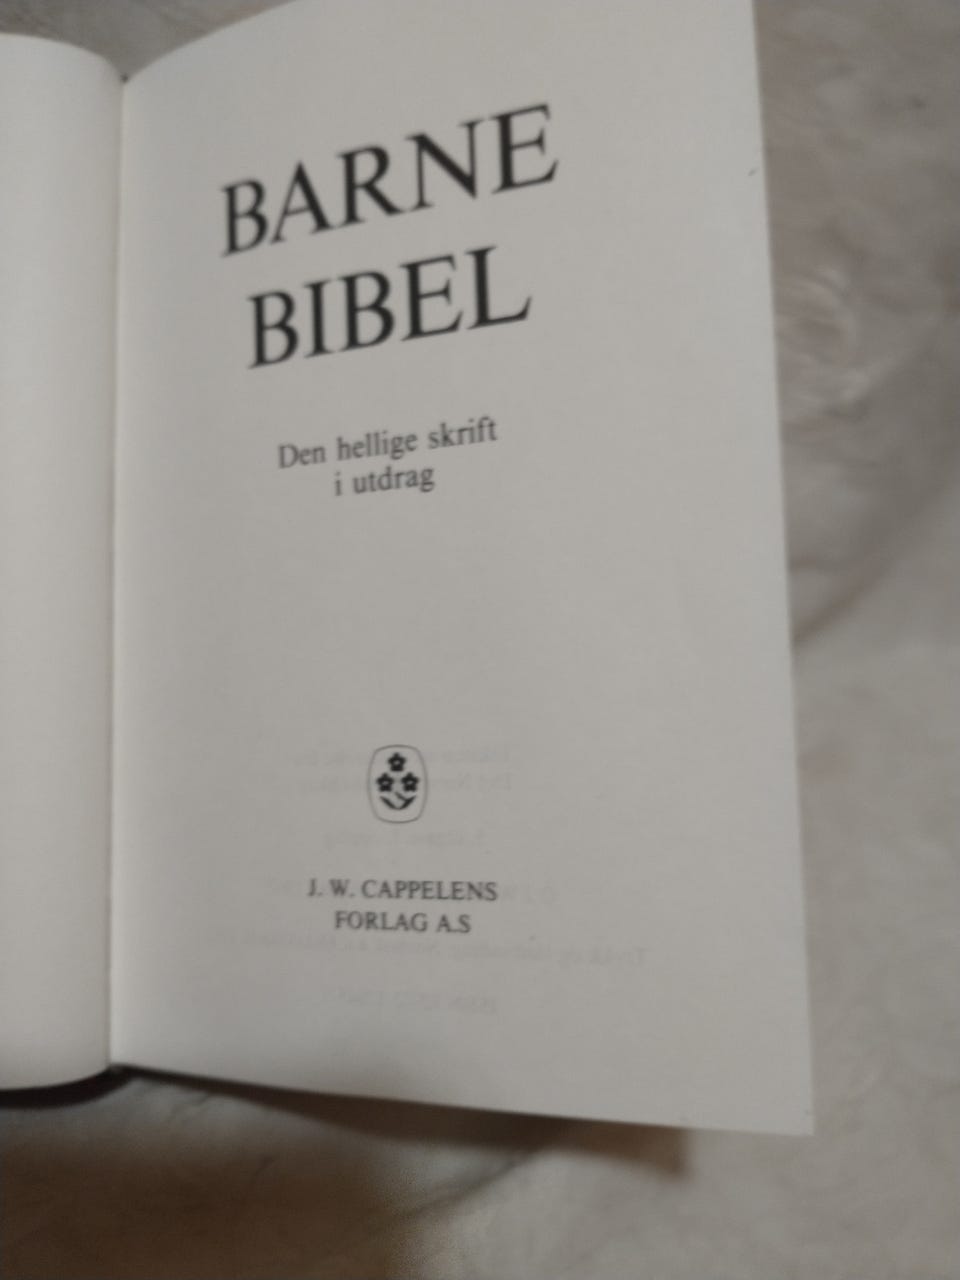 BARNE
BIBEL
Den hellige skrift
i utdrag
J. W. CAPPELENS
FORLAG A.S